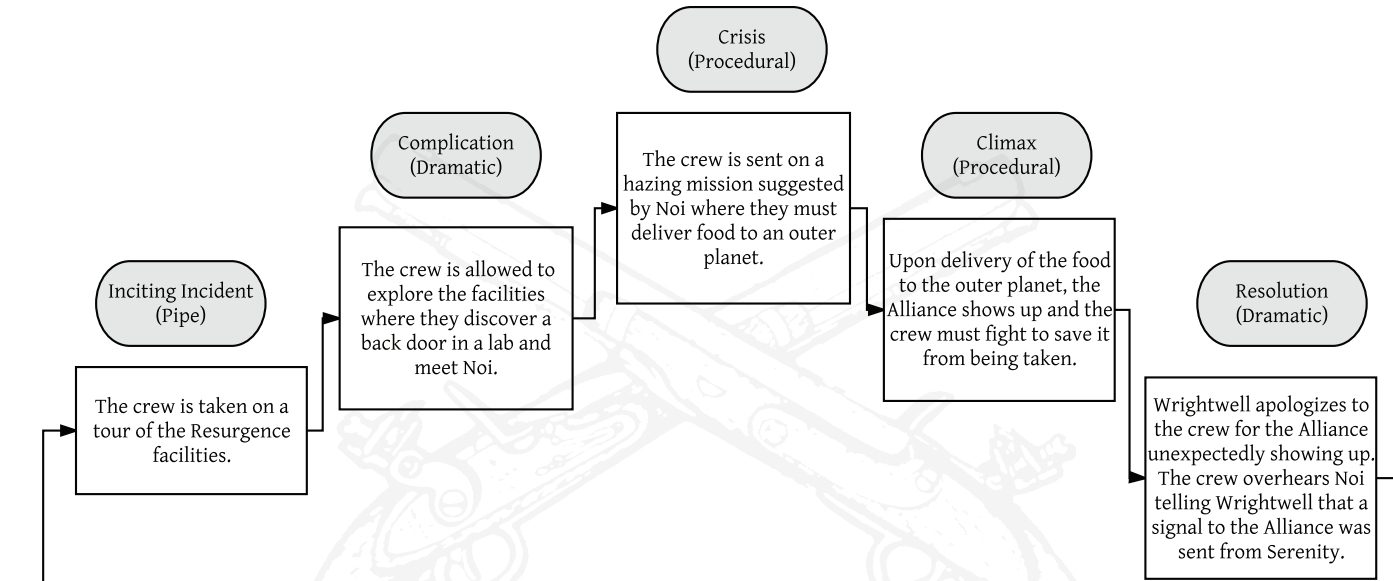 Inciting Incident
(Pipe)
The crew is taken on a
tour of the Resurgence
facilities.
Complication
(Dramatic)
The crew is allowed to
explore the facilities
where they discover a
back door in a lab and
meet Noi.
Crisis
(Procedural)
The crew is sent on a
hazing mission suggested
by Noi where they must
deliver food to an outer
planet.
Climax
(Procedural)
Upon delivery of the food
to the outer planet, the
Alliance shows up and the
crew must fight to save it
from being taken.
Resolution
(Dramatic)
Wrightwell apologizes to
the crew for the Alliance
unexpectedly showing up.
The crew overhears Noi
telling Wrightwell that a
signal to the Alliance was
sent from Serenity.